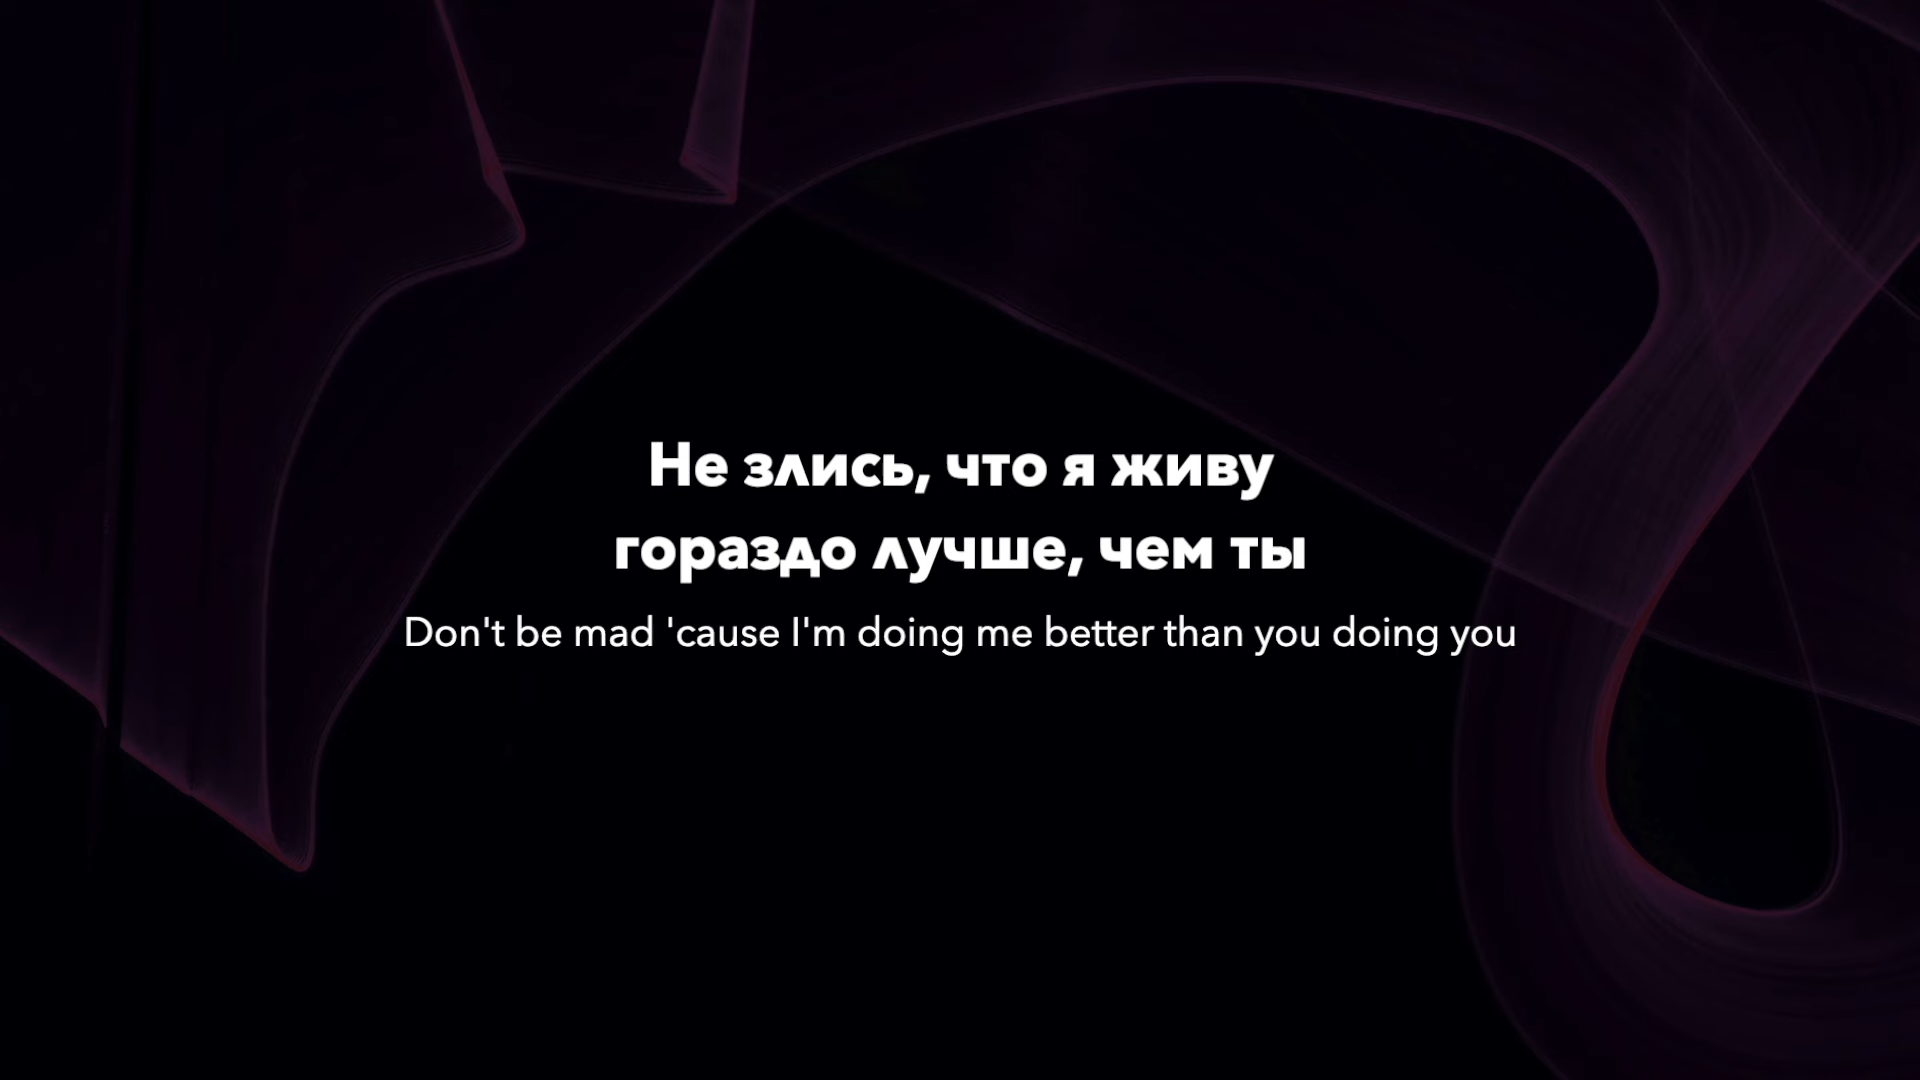 Не злись, что я живу
гораздо лучше, чем ты
Don't be mad 'cause I'm doing me better than you doing you